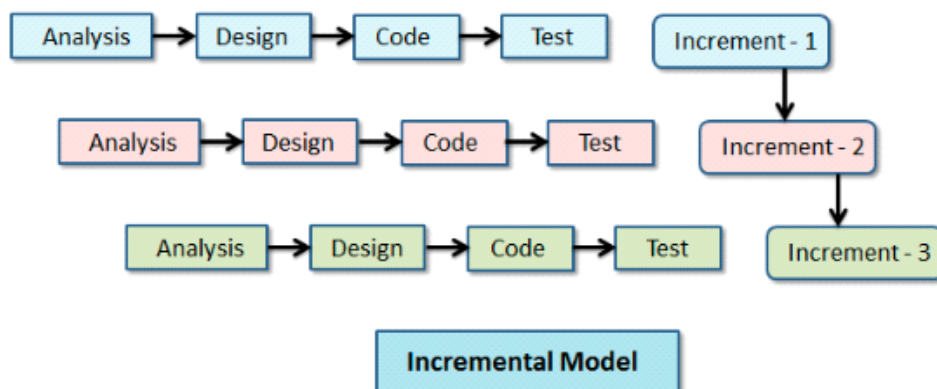 Analysis Design Code Test Increment - 1
Analysis Design Code Test Increment - 2
Analysis Design Code Test Increment - 3
Incremental Model